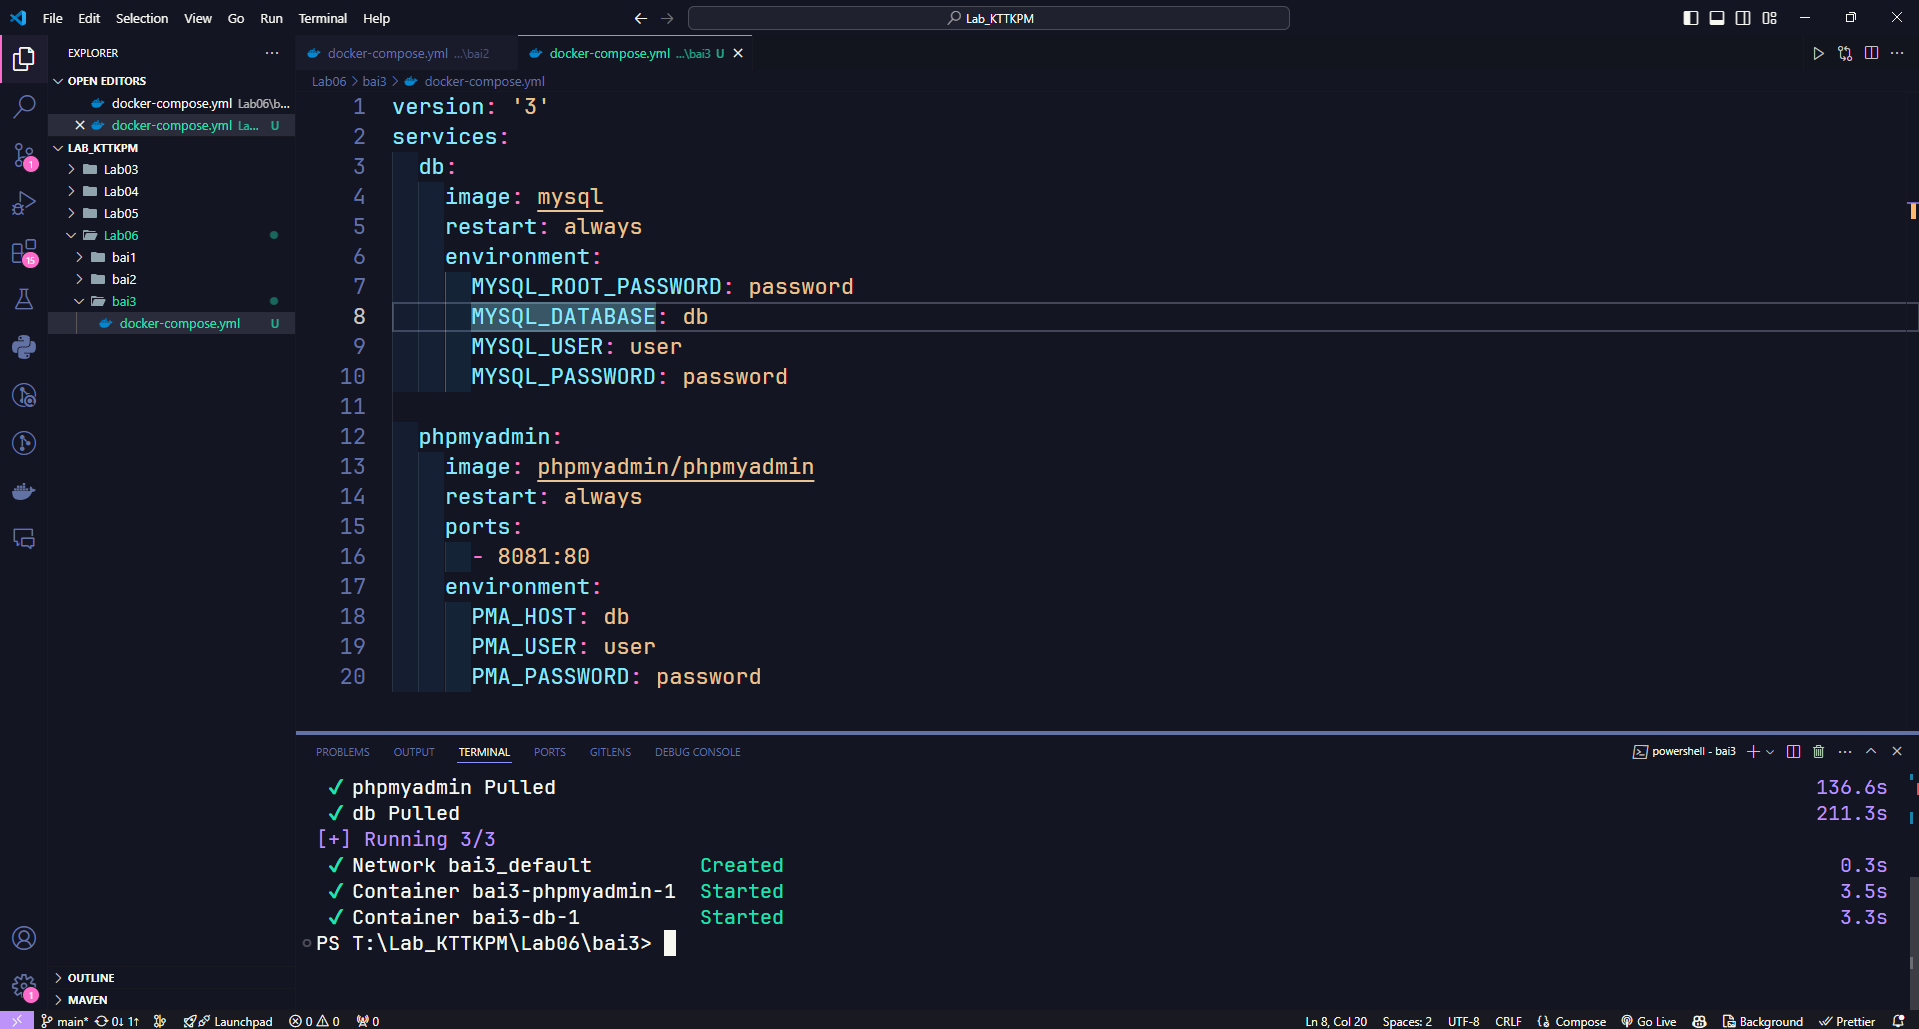 File Edit Selection View Go Run Terminal Help
Lab_KTTKPM
EXPLORER
OPEN EDITORS
docker-compose.yml Lab06\b...
docker-compose.yml La... U
LAB_KTTKPM
Lab03
Lab04
Lab05
Lab06
bai1
bai2
bai3
docker-compose.yml U
OUTLINE
MAVEN
1
15
1
docker-compose.yml ...\bai2
docker-compose.yml ...\bai3 U
Lab06 > bai3 > docker-compose.yml
1 version: '3'
2 services:
3 db:
4 image: mysql
5 restart: always
6 environment:
7 MYSQL_ROOT_PASSWORD: password
8 MYSQL_DATABASE: db
9 MYSQL_USER: user
10 MYSQL_PASSWORD: password
11
12 phpmyadmin:
13 image: phpmyadmin/phpmyadmin
14 restart: always
15 ports:
16 - 8081:80
17 environment:
18 PMA_HOST: db
19 PMA_USER: user
20 PMA_PASSWORD: password
PROBLEMS OUTPUT TERMINAL PORTS GITLENS DEBUG CONSOLE
powershell - bai3
✓ phpmyadmin Pulled 136.6s
✓ db Pulled 211.3s
[+] Running 3/3
✓ Network bai3_default Created 0.3s
✓ Container bai3-phpmyadmin-1 Started 3.5s
✓ Container bai3-db-1 Started 3.3s
PS T:\Lab_KTTKPM\Lab06\bai3>
main* 0↓ 1↑ Launchpad 0 0 0
Ln 8, Col 20 Spaces: 2 UTF-8 CRLF Compose Go Live Background Prettier